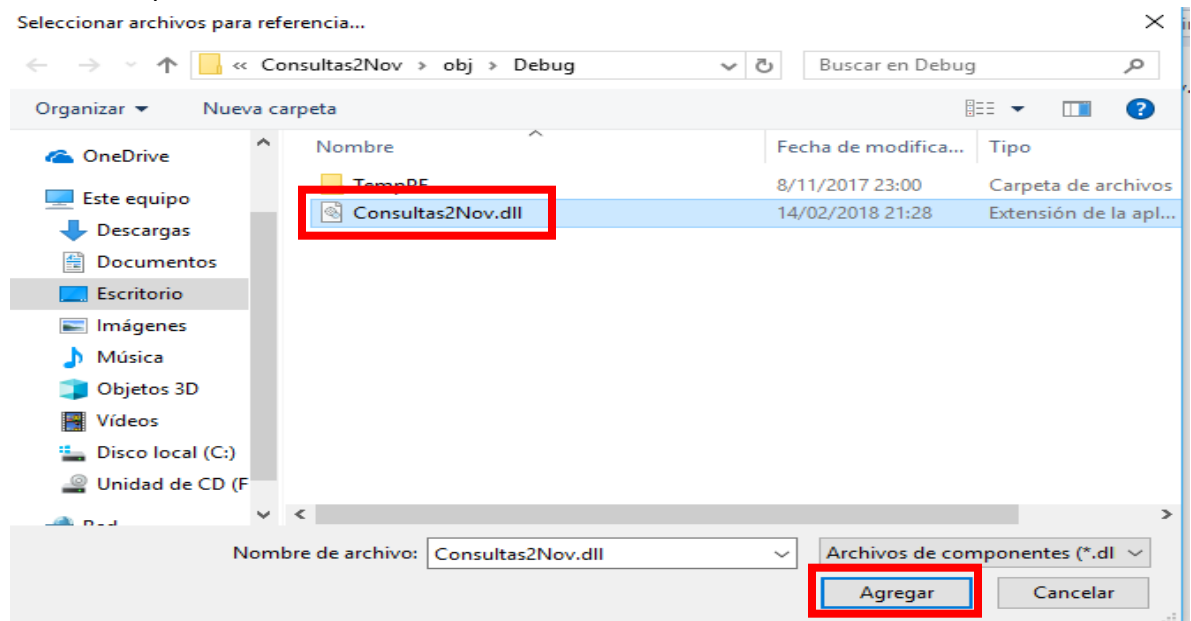 Seleccionar archivos para referencia...
« Consultas2Nov > obj > Debug
Buscar en Debug
Organizar
Nueva carpeta
Nombre
Fecha de modifica...
Tipo
8/11/2017 23:00
Carpeta de archivos
Consultas2Nov.dll
14/02/2018 21:28
Extensión de la apl...
OneDrive
Este equipo
Descargas
Documentos
Escritorio
Imágenes
Música
Objetos 3D
Vídeos
Disco local (C:)
Unidad de CD (F
Nombre de archivo:
Consultas2Nov.dll
Archivos de componentes (*.dl
Agregar
Cancelar